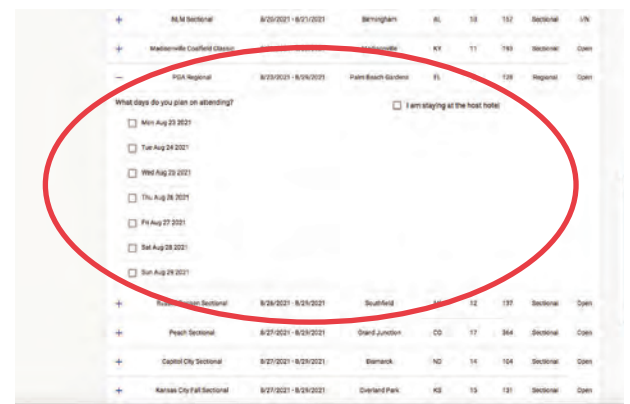 + NLM Sectional 8/20/2021 - 8/21/2021 Birmingham AL 157 Sectional
+ Madisonville Coalfield Classic Madisonville KY 11 Sectional Open
— PGA Regional 8/23/2021 - 8/29/2021 Palm Beach Gardens FL 128 Regional Open
What days do you plan on attending?
I am staying at the host hotel
Mon Aug 23 2021
Tue Aug 24 2021
Wed Aug 25 2021
Thu Aug 26 2021
Fri Aug 27 2021
Sat Aug 28 2021
Sun Aug 29 2021
+ Sectional 8/26/2021 - 8/29/2021 Southfield 12 137 Sectional Open
+ Peach Sectional 8/27/2021 - 8/29/2021 Grand Junction CO 17 364 Sectional Open
+ Capitol City Sectional 8/27/2021 - 8/29/2021 Bismarck ND 14 104 Sectional Open
+ Kansas City Fall Sectional 8/27/2021 - 8/29/2021 Overland Park KS 15 131 Sectional Open